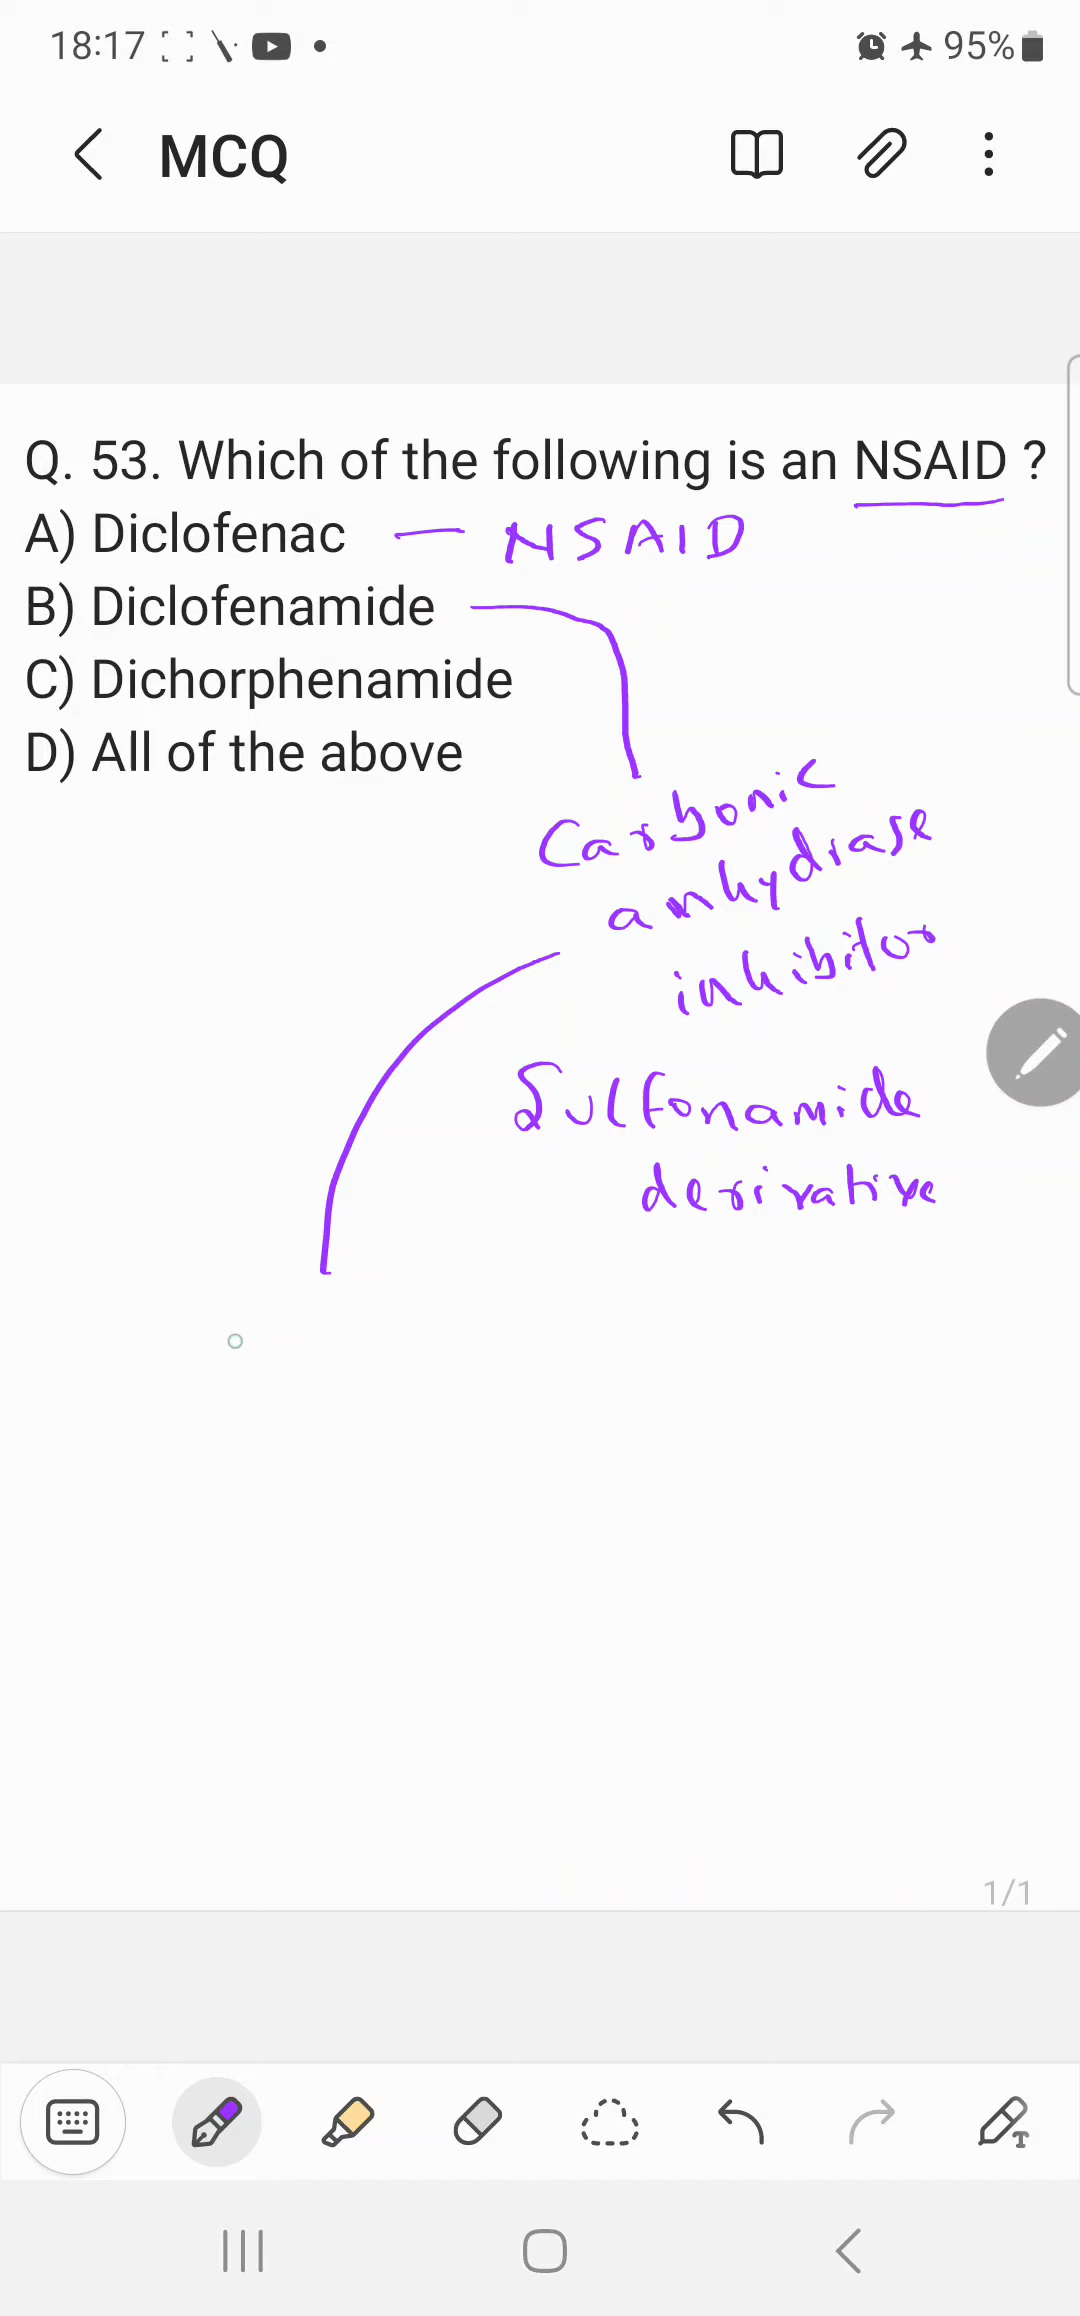 18:17
95%
MCQ
Q. 53. Which of the following is an NSAID ?
A) Diclofenac — NSAID
B) Diclofenamide
C) Dichorphenamide
D) All of the above
Carbonic
anhydrase
inhibitor
Sulfonamide
derivative
1/1
T